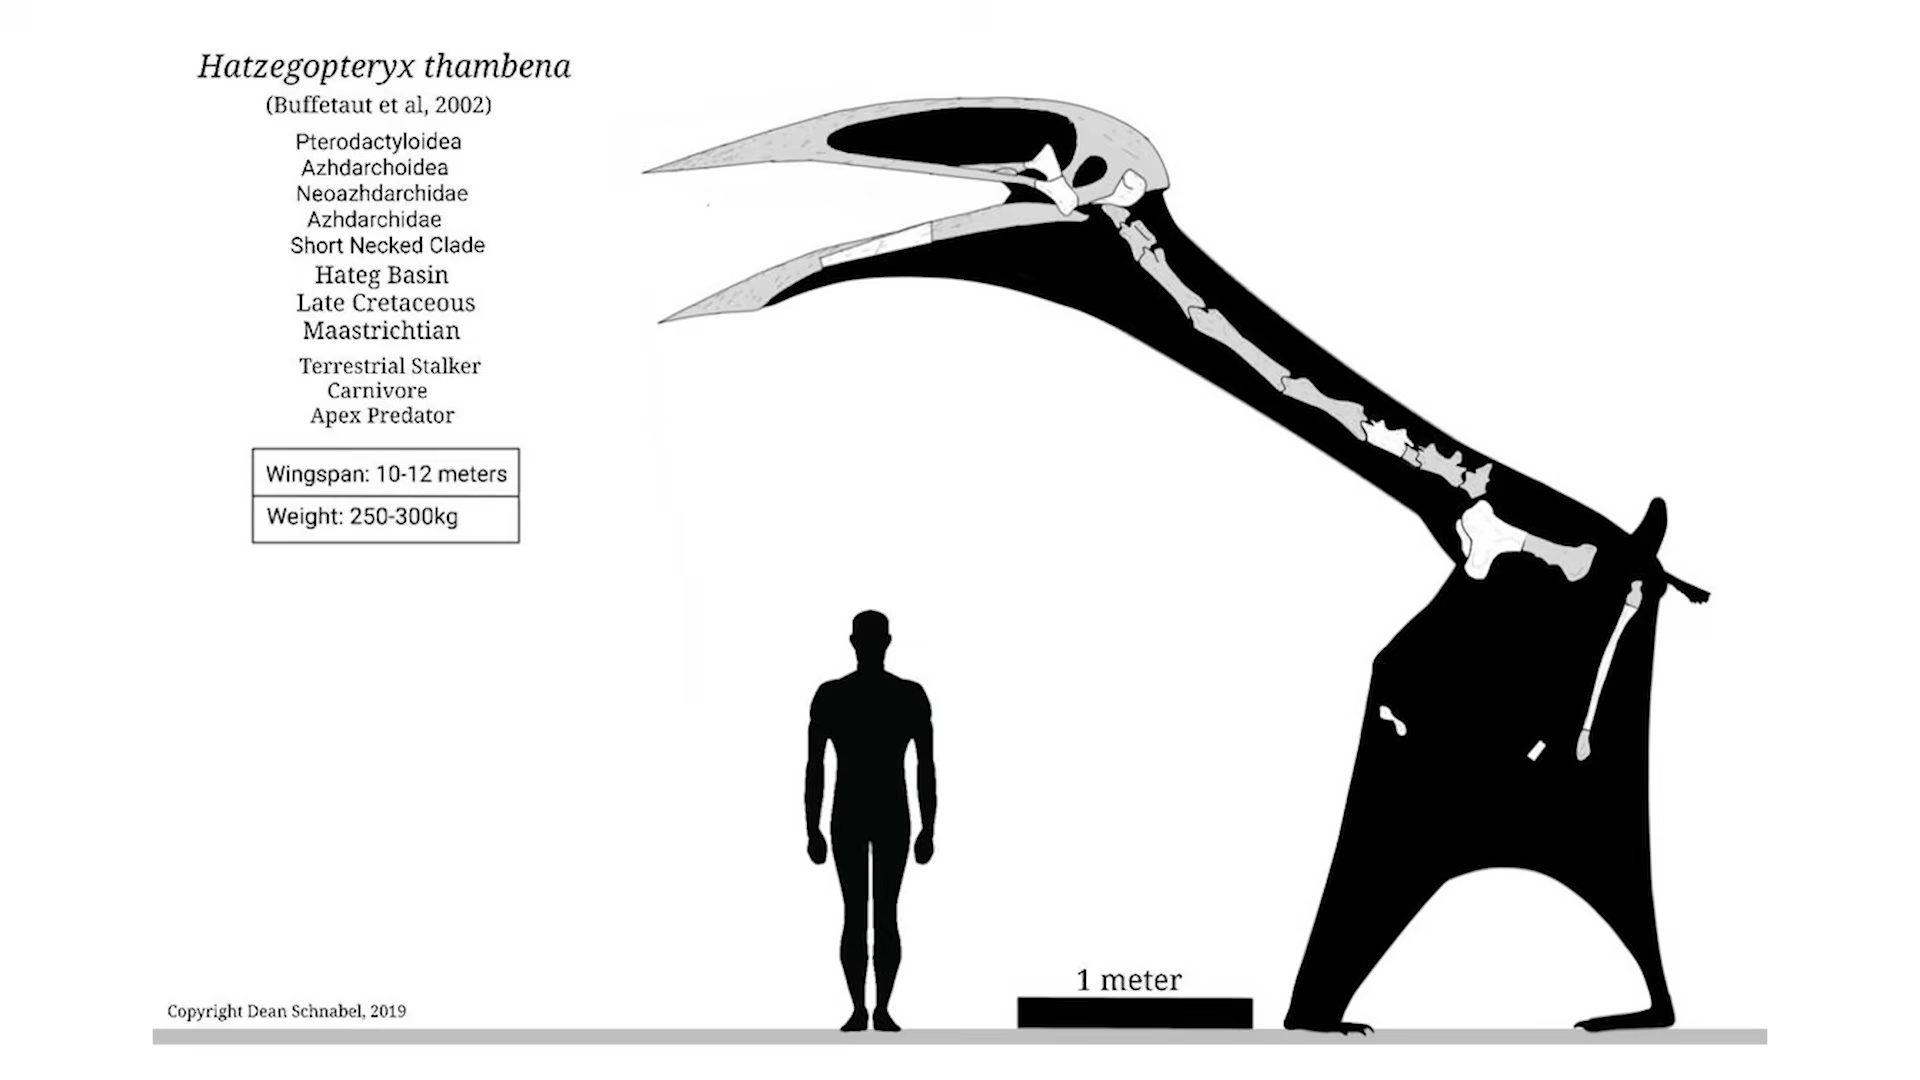 Hatzegopteryx thambena
(Buffetaut et al, 2002)
Pterodactyloidea
Azhdarchoidea
Neoazhdarchidae
Azhdarchidae
Short Necked Clade
Hateg Basin
Late Cretaceous
Maastrichtian
Terrestrial Stalker
Carnivore
Apex Predator
Wingspan: 10-12 meters
Weight: 250-300kg
1 meter
Copyright Dean Schnabel, 2019